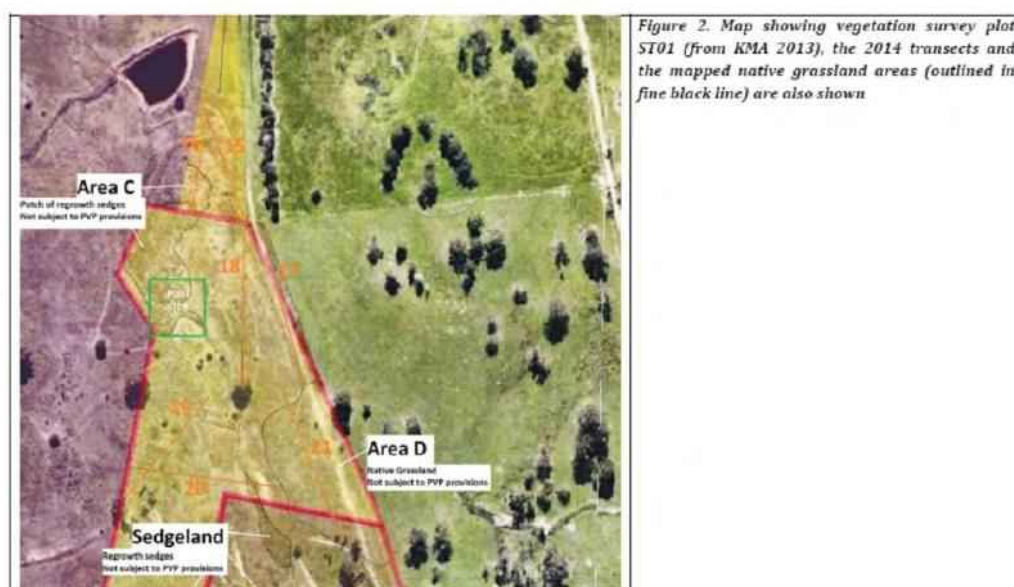 Figure 2. Map showing vegetation survey plot
ST01 (from KMA 2013), the 2014 transects and
the mapped native grassland areas (outlined in
fine black line) are also shown
Area C
Patch of regrowth sedges
Not subject to PVP provisions
18
Area D
Native Grassland
Not subject to PVP provisions
20
Sedgeland
Regrowth sedges
Not subject to PVP provisions